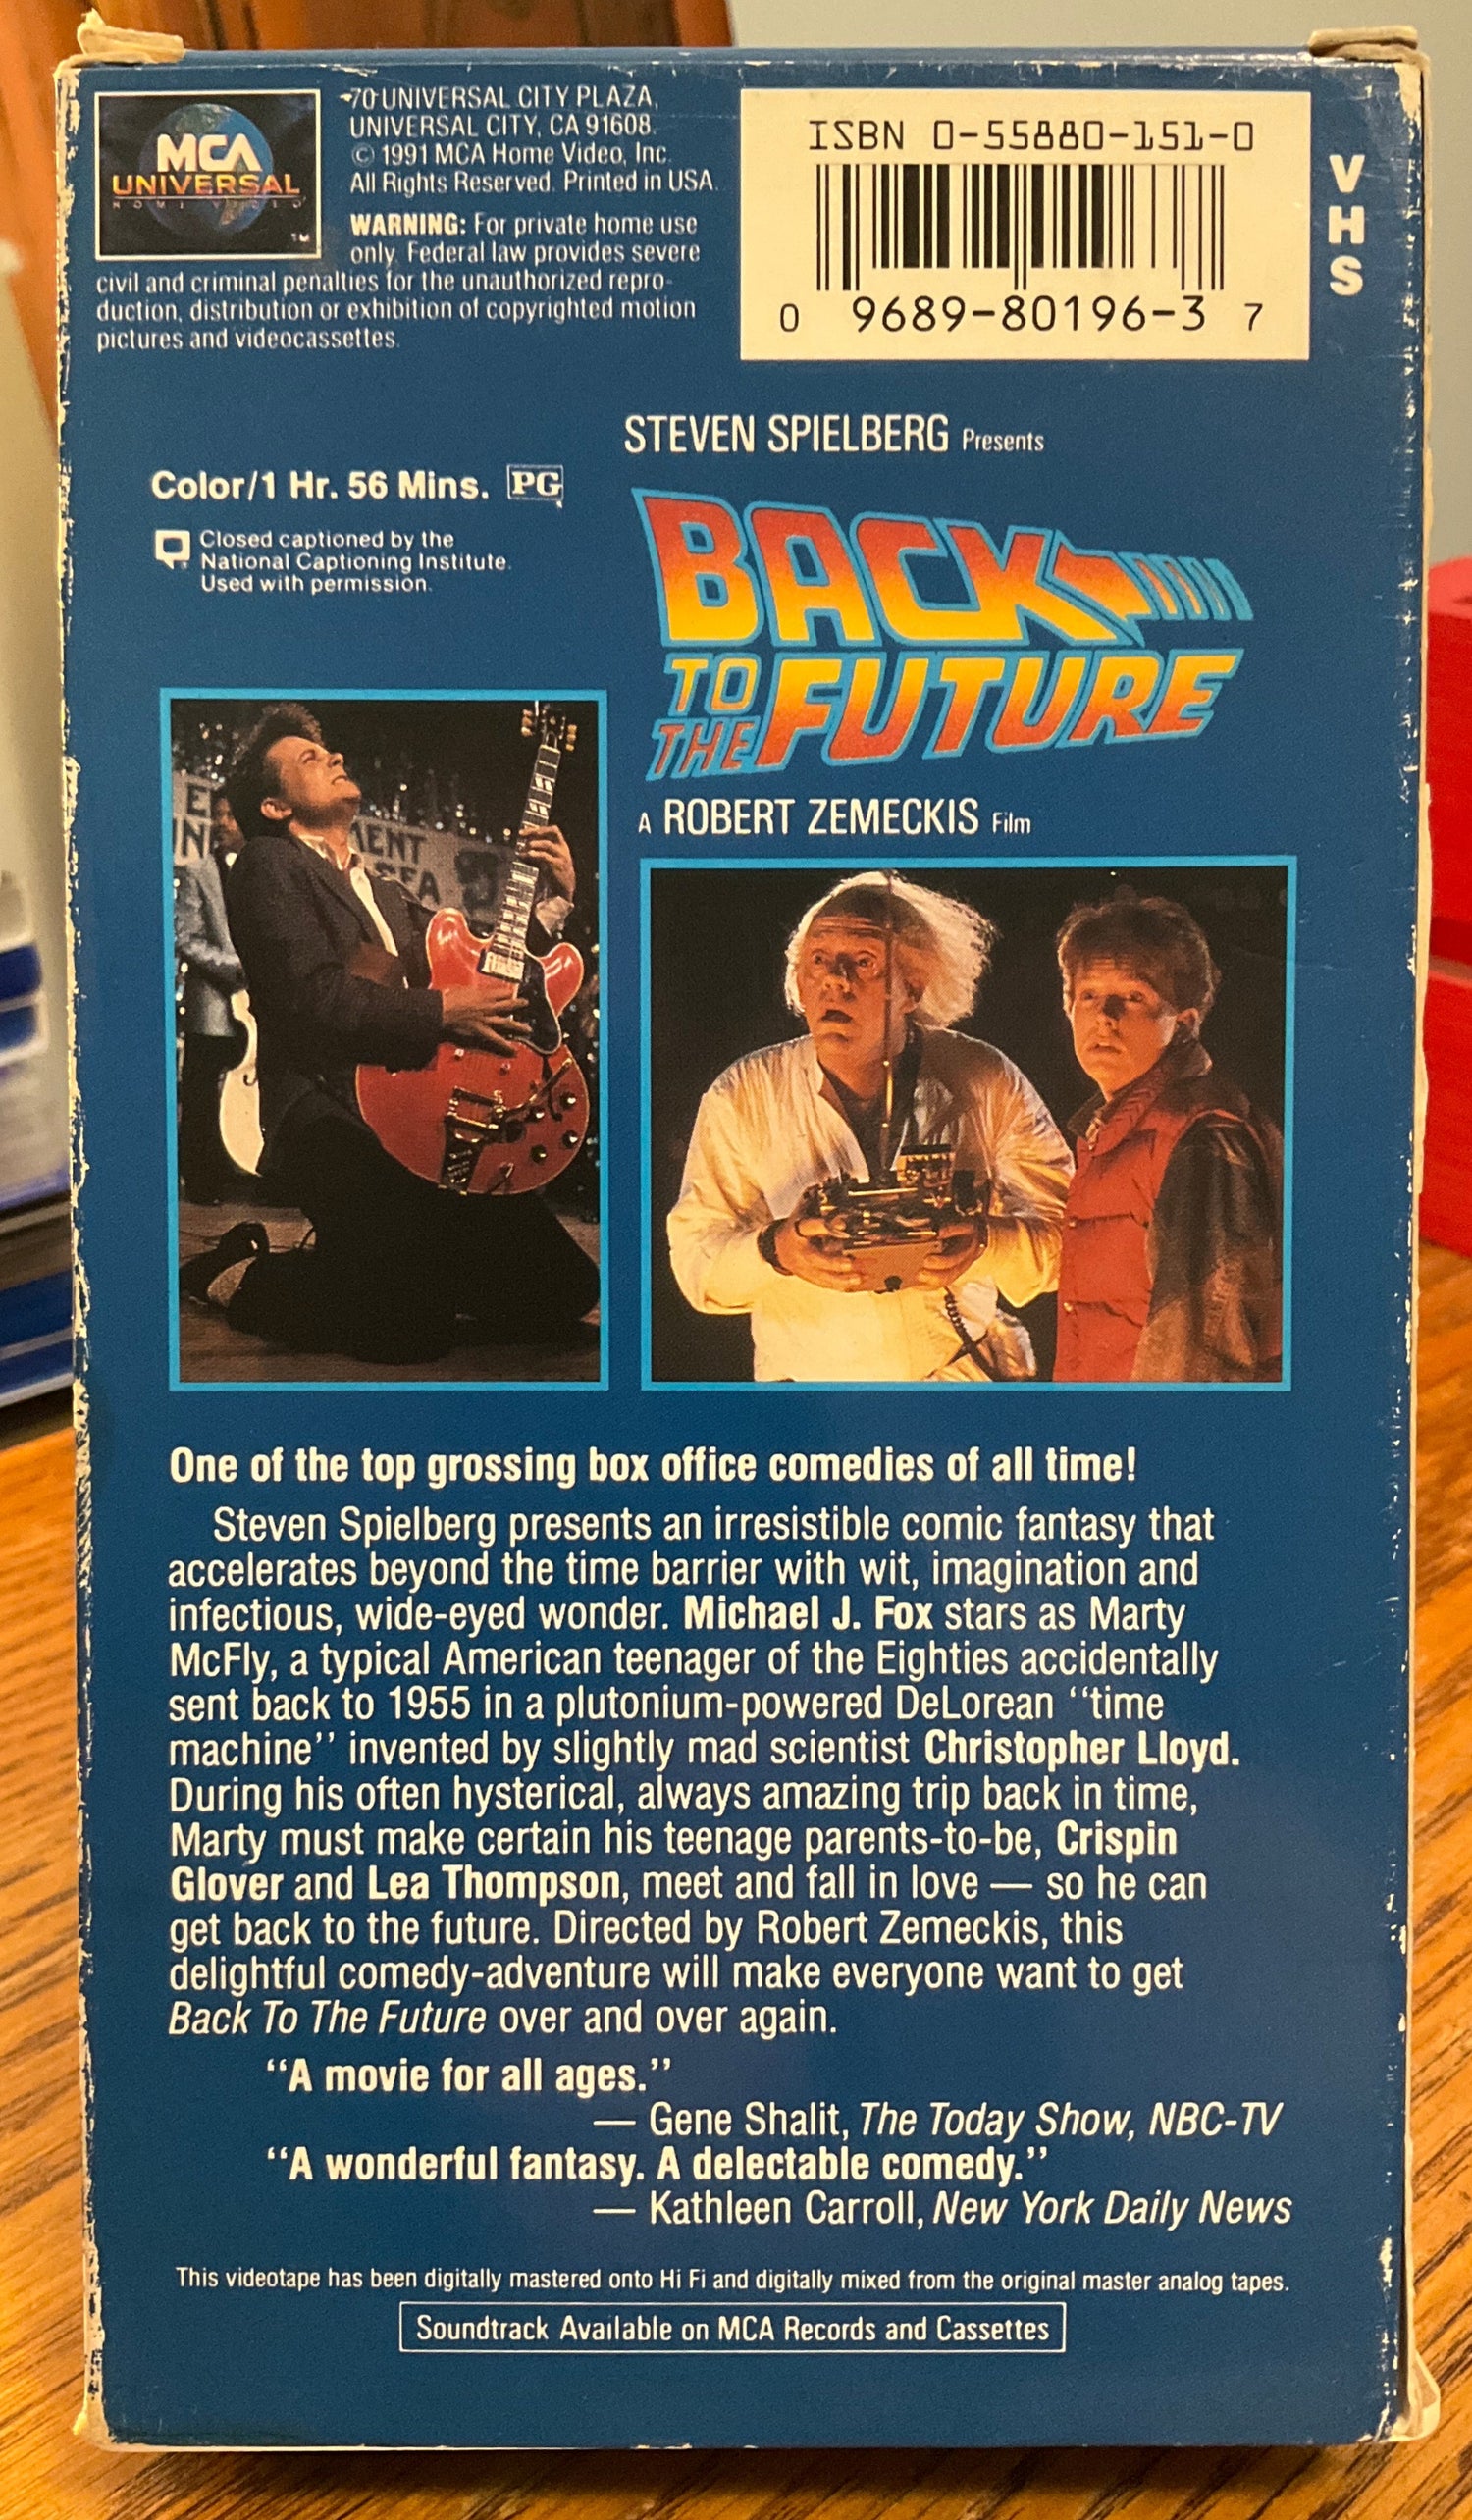 MCA
UNIVERSAL
HOME VIDEO
TM
70 UNIVERSAL CITY PLAZA,
UNIVERSAL CITY, CA 91608.
© 1991 MCA Home Video, Inc.
All Rights Reserved. Printed in USA.
WARNING: For private home use
only. Federal law provides severe
civil and criminal penalties for the unauthorized repro-
duction, distribution or exhibition of copyrighted motion
pictures and videocassettes.
ISBN 0-55880-151-0
0 9689-80196-3 7
VHS
STEVEN SPIELBERG Presents
Color/1 Hr. 56 Mins. PG
Closed captioned by the
National Captioning Institute.
Used with permission.
BACK
TO THE FUTURE
A ROBERT ZEMECKIS Film
MENT
SEA
One of the top grossing box office comedies of all time!
Steven Spielberg presents an irresistible comic fantasy that
accelerates beyond the time barrier with wit, imagination and
infectious, wide-eyed wonder. Michael J. Fox stars as Marty
McFly, a typical American teenager of the Eighties accidentally
sent back to 1955 in a plutonium-powered DeLorean ‘‘time
machine’’ invented by slightly mad scientist Christopher Lloyd.
During his often hysterical, always amazing trip back in time,
Marty must make certain his teenage parents-to-be, Crispin
Glover and Lea Thompson, meet and fall in love — so he can
get back to the future. Directed by Robert Zemeckis, this
delightful comedy-adventure will make everyone want to get
Back To The Future over and over again.
‘‘A movie for all ages.’’
— Gene Shalit, The Today Show, NBC-TV
‘‘A wonderful fantasy. A delectable comedy.’’
— Kathleen Carroll, New York Daily News
This videotape has been digitally mastered onto Hi Fi and digitally mixed from the original master analog tapes.
Soundtrack Available on MCA Records and Cassettes